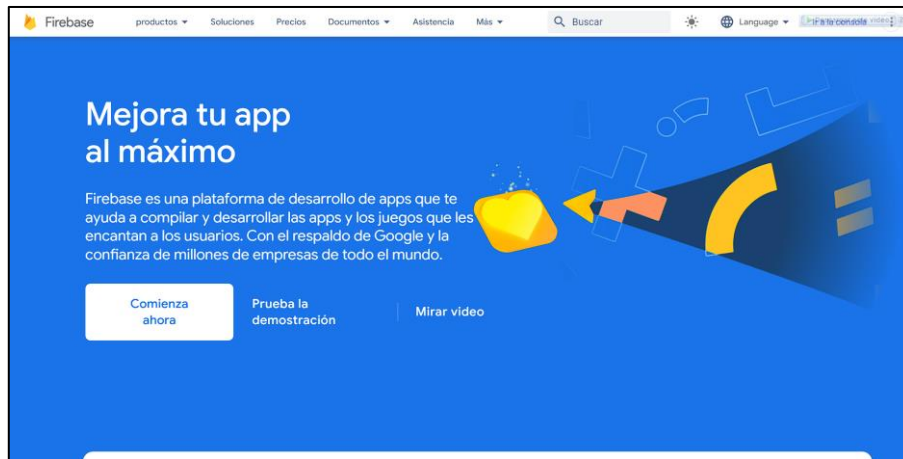 Firebase productos Soluciones Precios Documentos Asistencia Más Buscar Language Ir a la consola
Mejora tu app
al máximo
Firebase es una plataforma de desarrollo de apps que te
ayuda a compilar y desarrollar las apps y los juegos que les
encantan a los usuarios. Con el respaldo de Google y la
confianza de millones de empresas de todo el mundo.
Comienza
ahora
Prueba la
demostración
Mirar video